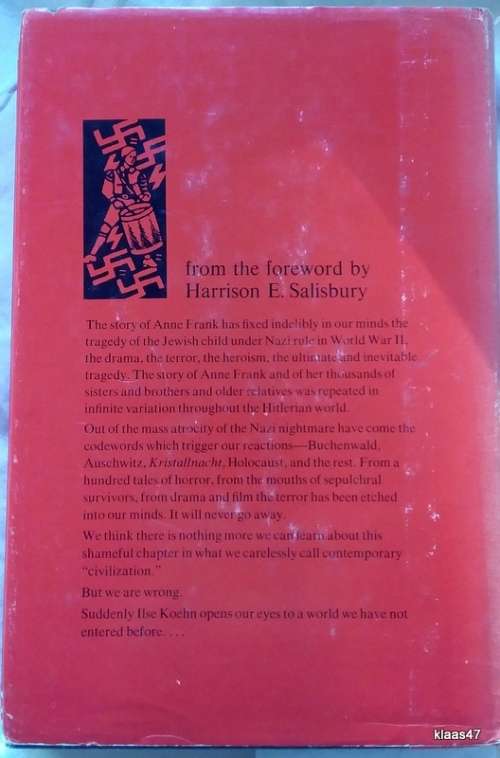 from the foreword by
Harrison E. Salisbury
The story of Anne Frank has fixed indelibly in our minds the
tragedy of the Jewish child under Nazi rule in World War II,
the drama, the terror, the heroism, the ultimate and inevitable
tragedy. The story of Anne Frank and of her thousands of
sisters and brothers and older relatives was repeated in
infinite variation throughout the Hitlerian world.
Out of the mass atrocity of the Nazi nightmare have come the
codewords which trigger our reactions—Buchenwald,
Auschwitz, Kristallnacht, Holocaust, and the rest. From a
hundred tales of horror, from the mouths of sepulchral
survivors, from drama and film the terror has been etched
into our minds. It will never go away.
We think there is nothing more we can learn about this
shameful chapter in what we carelessly call contemporary
“civilization.”
But we are wrong.
Suddenly Ilse Koehn opens our eyes to a world we have not
entered before. . . .
klaas47